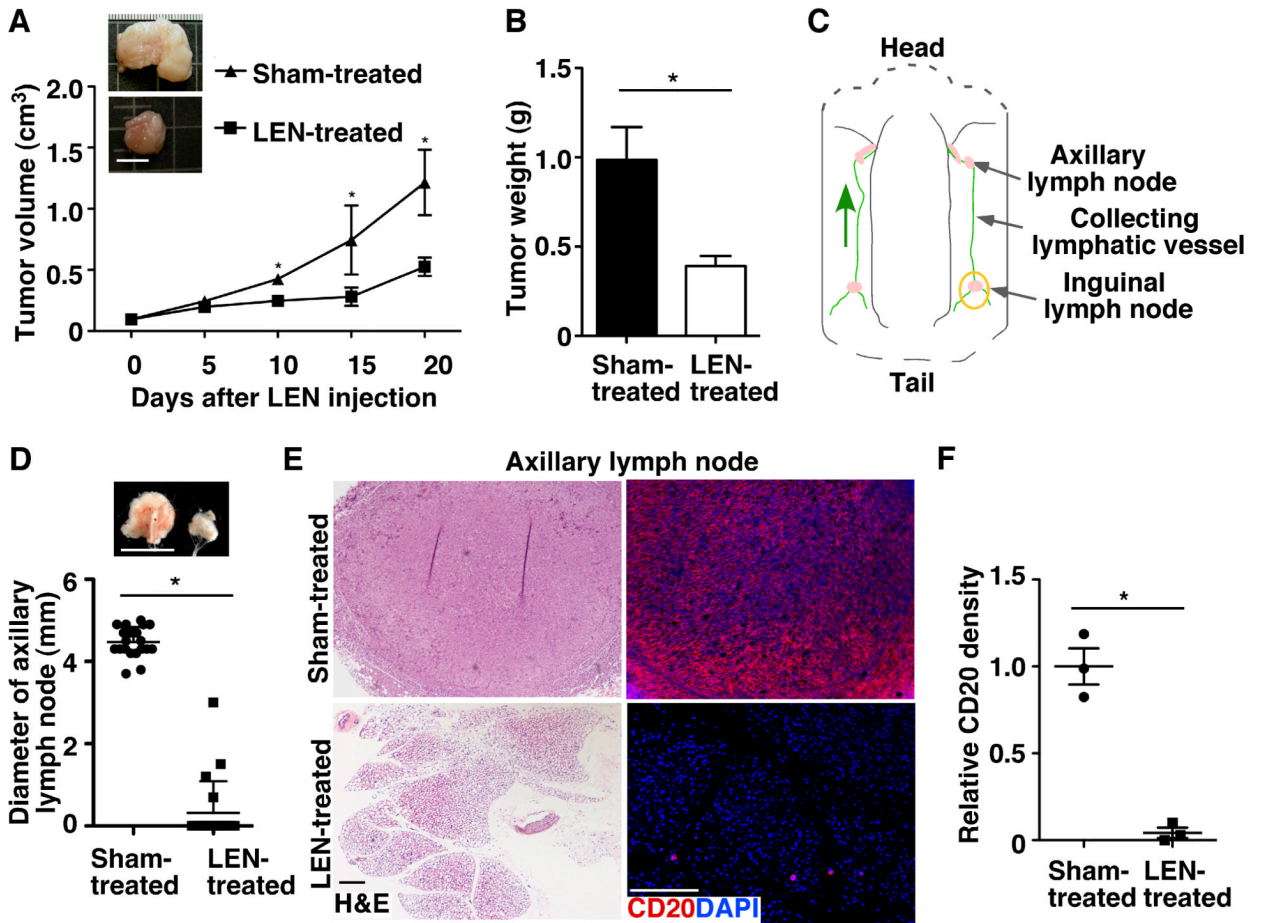 A
Sham-treated
LEN-treated
Tumor volume (cm³)
2.0
1.5
1.0
0.5
0
*
*
*
0 5 10 15 20
Days after LEN injection
B
Tumor weight (g)
1.5
1.0
0.5
0
*
Sham-
treated
LEN-
treated
C
Head
Axillary
lymph node
Collecting
lymphatic vessel
Inguinal
lymph node
Tail
D
Diameter of axillary
lymph node (mm)
6
4
2
0
*
Sham-
treated
LEN-
treated
E
Axillary lymph node
Sham-treated
LEN-treated
H&E
CD20DAPI
F
Relative CD20 density
1.5
1.0
0.5
0
*
Sham-
treated
LEN-
treated